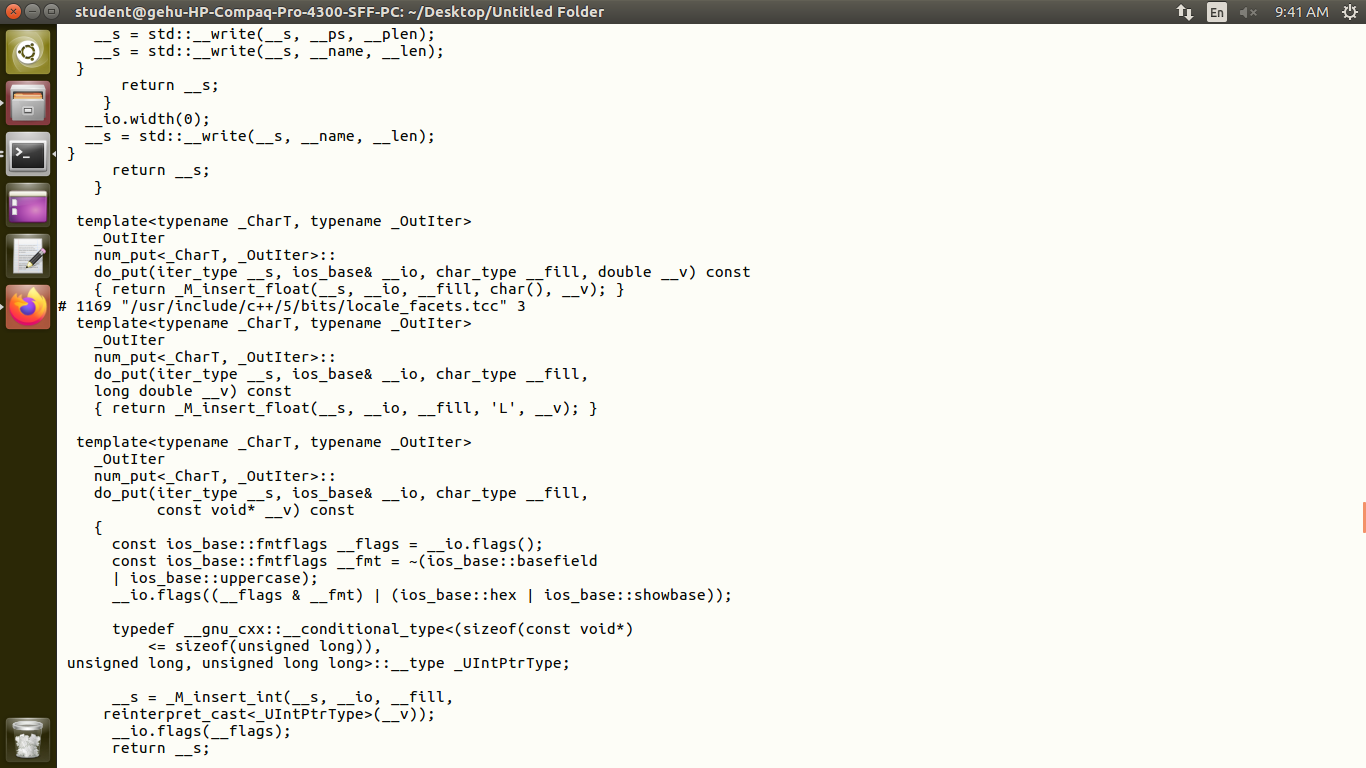 student@gehu-HP-Compaq-Pro-4300-SFF-PC: ~/Desktop/Untitled Folder
En
9:41 AM
    __s = std::__write(__s, __ps, __plen);
    __s = std::__write(__s, __name, __len);
  }
       return __s;
     }
   __io.width(0);
   __s = std::__write(__s, __name, __len);
 }
      return __s;
    }

  template<typename _CharT, typename _OutIter>
    _OutIter
    num_put<_CharT, _OutIter>::
    do_put(iter_type __s, ios_base& __io, char_type __fill, double __v) const
    { return _M_insert_float(__s, __io, __fill, char(), __v); }
# 1169 "/usr/include/c++/5/bits/locale_facets.tcc" 3
  template<typename _CharT, typename _OutIter>
    _OutIter
    num_put<_CharT, _OutIter>::
    do_put(iter_type __s, ios_base& __io, char_type __fill,
    long double __v) const
    { return _M_insert_float(__s, __io, __fill, 'L', __v); }

  template<typename _CharT, typename _OutIter>
    _OutIter
    num_put<_CharT, _OutIter>::
    do_put(iter_type __s, ios_base& __io, char_type __fill,
           const void* __v) const
    {
      const ios_base::fmtflags __flags = __io.flags();
      const ios_base::fmtflags __fmt = ~(ios_base::basefield
      | ios_base::uppercase);
      __io.flags((__flags & __fmt) | (ios_base::hex | ios_base::showbase));

      typedef __gnu_cxx::__conditional_type<(sizeof(const void*)
          <= sizeof(unsigned long)),
 unsigned long, unsigned long long>::__type _UIntPtrType;

      __s = _M_insert_int(__s, __io, __fill,
     reinterpret_cast<_UIntPtrType>(__v));
      __io.flags(__flags);
      return __s;